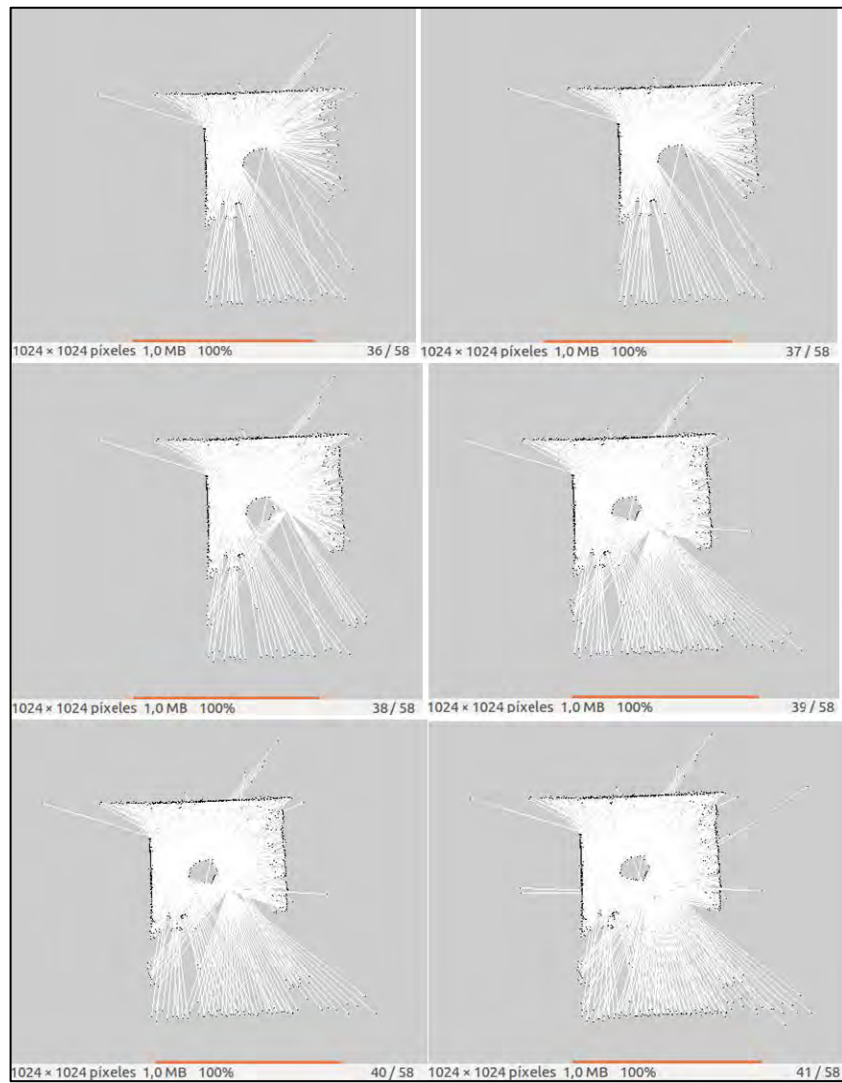 1024 × 1024 píxeles 1,0 MB 100% 36 / 58
1024 × 1024 píxeles 1,0 MB 100% 37 / 58
1024 × 1024 píxeles 1,0 MB 100% 38 / 58
1024 × 1024 píxeles 1,0 MB 100% 39 / 58
1024 × 1024 píxeles 1,0 MB 100% 40 / 58
1024 × 1024 píxeles 1,0 MB 100% 41 / 58